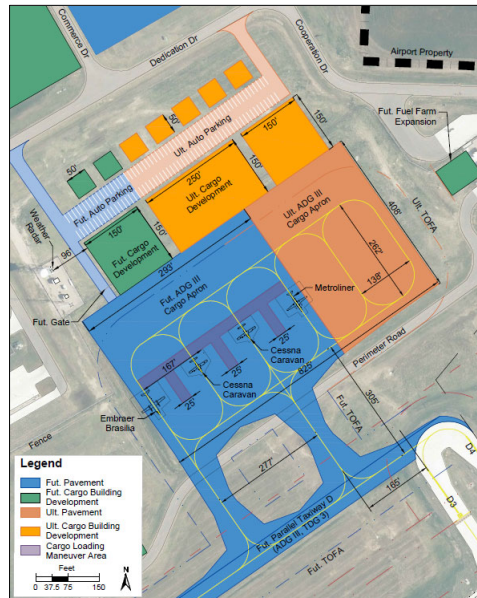 Commerce Dr
Dedication Dr
Cooperation Dr
Airport Property
Fut. Fuel Farm
Expansion
50'
Ult. Auto Parking
150'
150'
50'
Fut. Auto Parking
250'
Ult. Cargo
Development
150'
Ult. TOFA
Weather
Radar
96'
150'
Fut. Cargo
Development
150'
293'
Ult. ADG III
Cargo Apron
408'
262'
138'
Fut. Gate
Fut. ADG III
Cargo Apron
Metroliner
Perimeter Road
167'
25'
Cessna
Caravan
25'
Cessna
Caravan
25'
825'
Embraer
Brasilia
305'
Fut. TOFA
Fence
277'
165'
D4
D3
Fut. Parallel Taxiway D
(ADG III, TDG 3)
Fut. TOFA
Legend
Fut. Pavement
Fut. Cargo Building
Development
Ult. Pavement
Ult. Cargo Building
Development
Cargo Loading
Maneuver Area
Feet
0 37.5 75 150
N